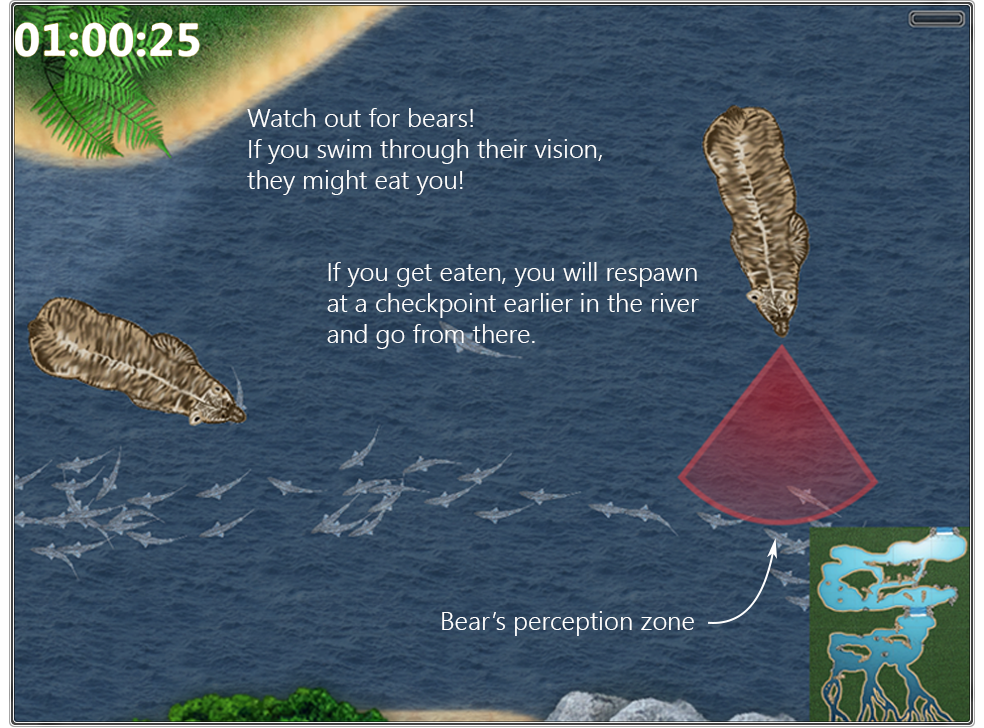 01:00:25
Watch out for bears!
If you swim through their vision,
they might eat you!
If you get eaten, you will respawn
at a checkpoint earlier in the river
and go from there.
Bear’s perception zone